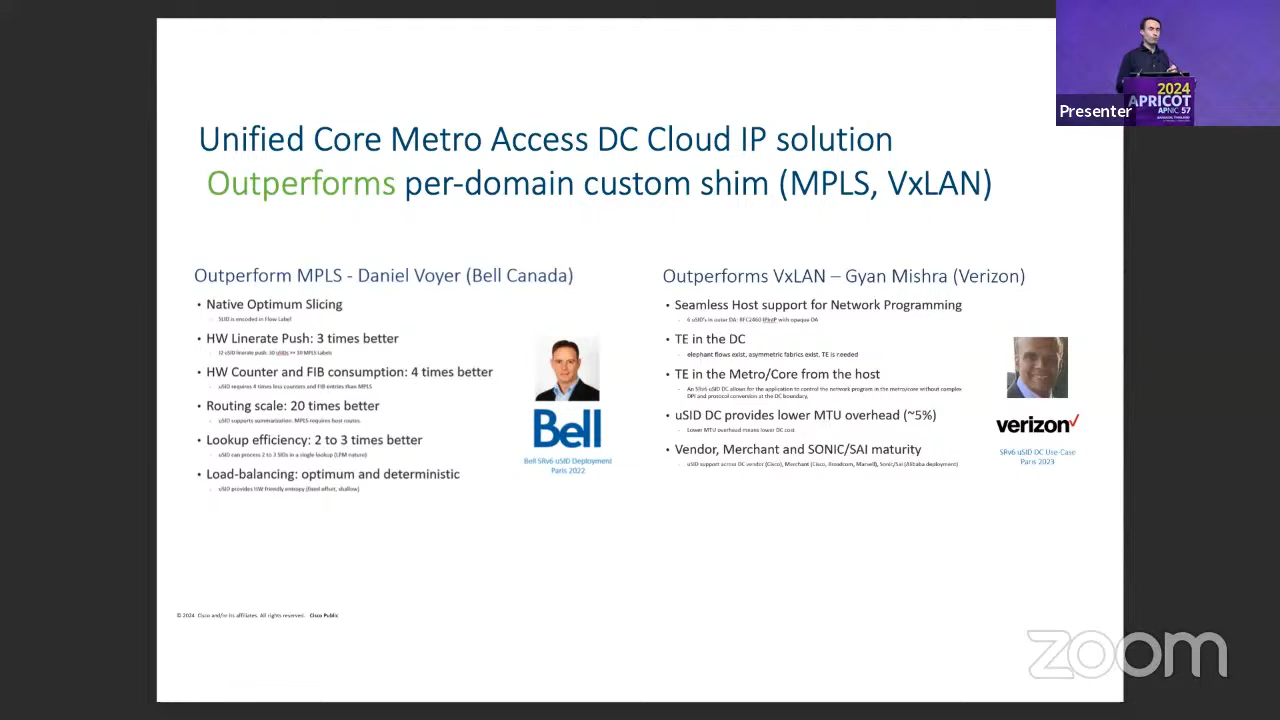 Unified Core Metro Access DC Cloud IP solution
Outperforms per-domain custom shim (MPLS, VxLAN)
Outperform MPLS - Daniel Voyer (Bell Canada)
• Native Optimum Slicing
- SLID is encoded in Flow Label
• HW Linerate Push: 3 times better
- 12 uSID linerate push: 30 uSIDs == 30 MPLS labels
• HW Counter and FIB consumption: 4 times better
- uSID requires 4 times less counters and FIB entries than MPLS
• Routing scale: 20 times better
- uSID supports summarization. MPLS requires host routes.
• Lookup efficiency: 2 to 3 times better
- uSID can process 2 to 3 SIDs in a single lookup (LPM nature)
• Load-balancing: optimum and deterministic
- uSID provides HW friendly entropy (fixed offset, shallow)
Bell
Bell SRv6 uSID Deployment
Paris 2022
Outperforms VxLAN – Gyan Mishra (Verizon)
• Seamless Host support for Network Programming
- 6 uSID's in outer DA: RFC2460 IPinIP with opaque DA
• TE in the DC
- elephant flows exist, asymmetric fabrics exist, TE is needed
• TE in the Metro/Core from the host
- An SRv6 uSID DC allows for the application to control the network program in the metro/core without complex
DPI and protocol conversion at the DC boundary.
• uSID DC provides lower MTU overhead (~5%)
- Lower MTU overhead means lower DC cost
• Vendor, Merchant and SONIC/SAI maturity
- uSID support across DC vendor (Cisco), Merchant (Cisco, Broadcom, Marvell), Sonic/Sai (Alibaba deployment)
verizon
SRv6 uSID DC Use-Case
Paris 2023
© 2024 Cisco and/or its affiliates. All rights reserved. Cisco Public
2024
APRICOT
APNIC 57
BANGKOK, THAILAND
Presenter
zoom